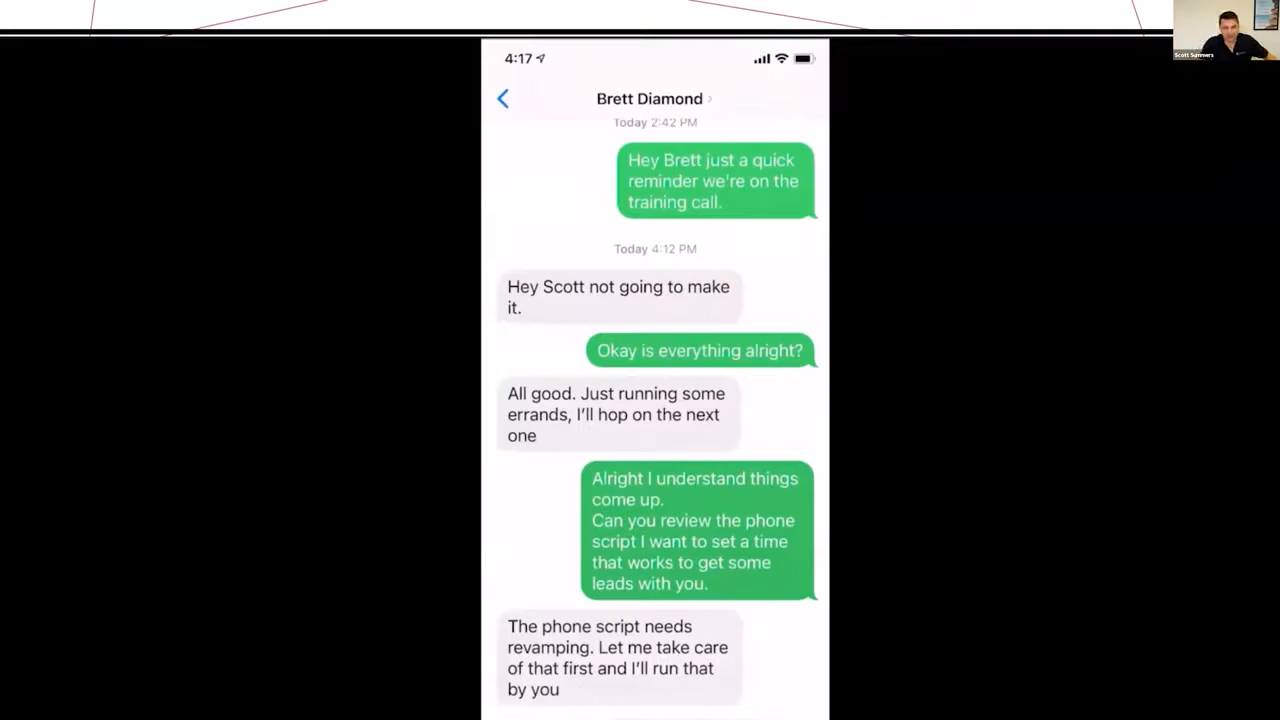 Scott Summers
4:17
Brett Diamond
Today 2:42 PM
Hey Brett just a quick
reminder we're on the
training call.
Today 4:12 PM
Hey Scott not going to make
it.
Okay is everything alright?
All good. Just running some
errands, I'll hop on the next
one
Alright I understand things
come up.
Can you review the phone
script I want to set a time
that works to get some
leads with you.
The phone script needs
revamping. Let me take care
of that first and I'll run that
by you